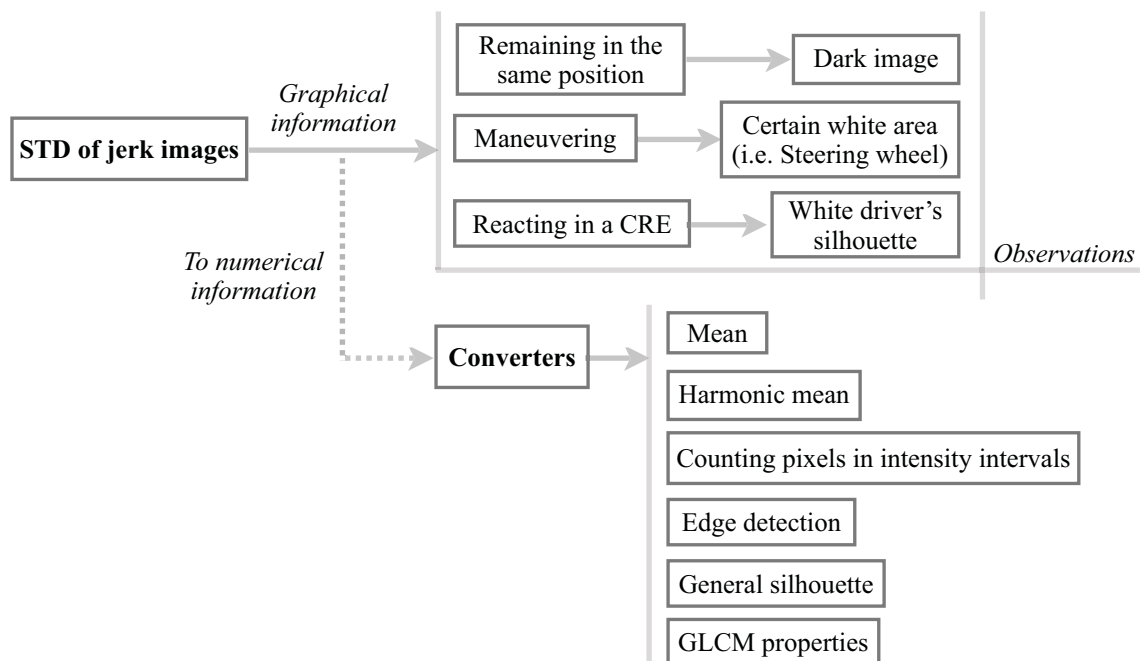 Remaining in the
same position
Dark image
Graphical
information
STD of jerk images
Maneuvering
Certain white area
(i.e. Steering wheel)
Reacting in a CRE
White driver’s
silhouette
To numerical
information
Observations
Converters
Mean
Harmonic mean
Counting pixels in intensity intervals
Edge detection
General silhouette
GLCM properties